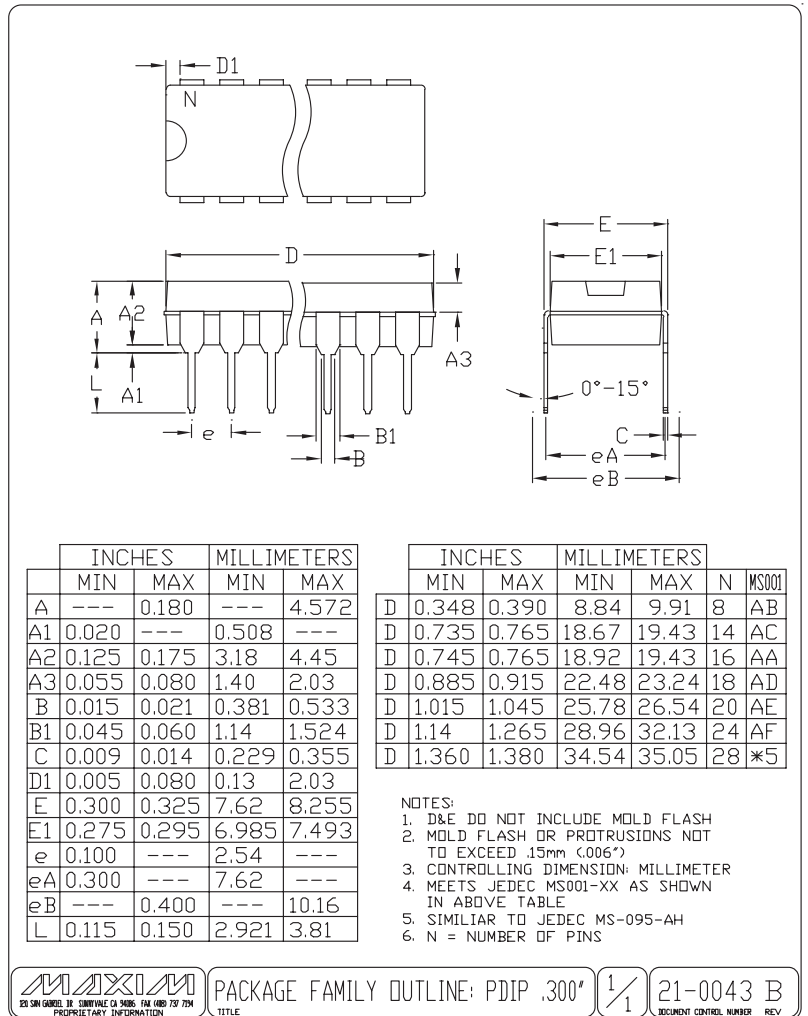 D1
N
D
E
E1
A A2
A3
L
A1
0°-15°
e
B1
B
C
eA
eB
INCHES MILLIMETERS
MIN MAX MIN MAX
A --- 0.180 --- 4.572
A1 0.020 --- 0.508 ---
A2 0.125 0.175 3.18 4.45
A3 0.055 0.080 1.40 2.03
B 0.015 0.021 0.381 0.533
B1 0.045 0.060 1.14 1.524
C 0.009 0.014 0.229 0.355
D1 0.005 0.080 0.13 2.03
E 0.300 0.325 7.62 8.255
E1 0.275 0.295 6.985 7.493
e 0.100 --- 2.54 ---
eA 0.300 --- 7.62 ---
eB --- 0.400 --- 10.16
L 0.115 0.150 2.921 3.81
INCHES MILLIMETERS
MIN MAX MIN MAX N MS001
D 0.348 0.390 8.84 9.91 8 AB
D 0.735 0.765 18.67 19.43 14 AC
D 0.745 0.765 18.92 19.43 16 AA
D 0.885 0.915 22.48 23.24 18 AD
D 1.015 1.045 25.78 26.54 20 AE
D 1.14 1.265 28.96 32.13 24 AF
D 1.360 1.380 34.54 35.05 28 *5
NOTES:
1. D&E DO NOT INCLUDE MOLD FLASH
2. MOLD FLASH OR PROTRUSIONS NOT
TO EXCEED .15mm (.006")
3. CONTROLLING DIMENSION: MILLIMETER
4. MEETS JEDEC MS001-XX AS SHOWN
IN ABOVE TABLE
5. SIMILIAR TO JEDEC MS-095-AH
6. N = NUMBER OF PINS
MAXIM
120 SAN GABRIEL DR SUNNYVALE CA 94086 FAX (408) 737 7194
PROPRIETARY INFORMATION
PACKAGE FAMILY OUTLINE: PDIP .300"
TITLE
1/1
21-0043 B
DOCUMENT CONTROL NUMBER REV